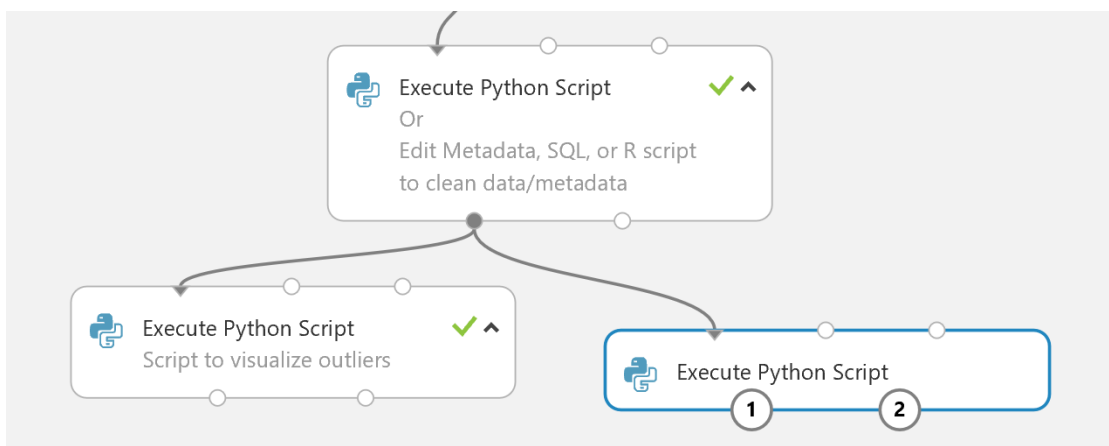 Execute Python Script
Or
Edit Metadata, SQL, or R script
to clean data/metadata
Execute Python Script
Script to visualize outliers
Execute Python Script
1
2